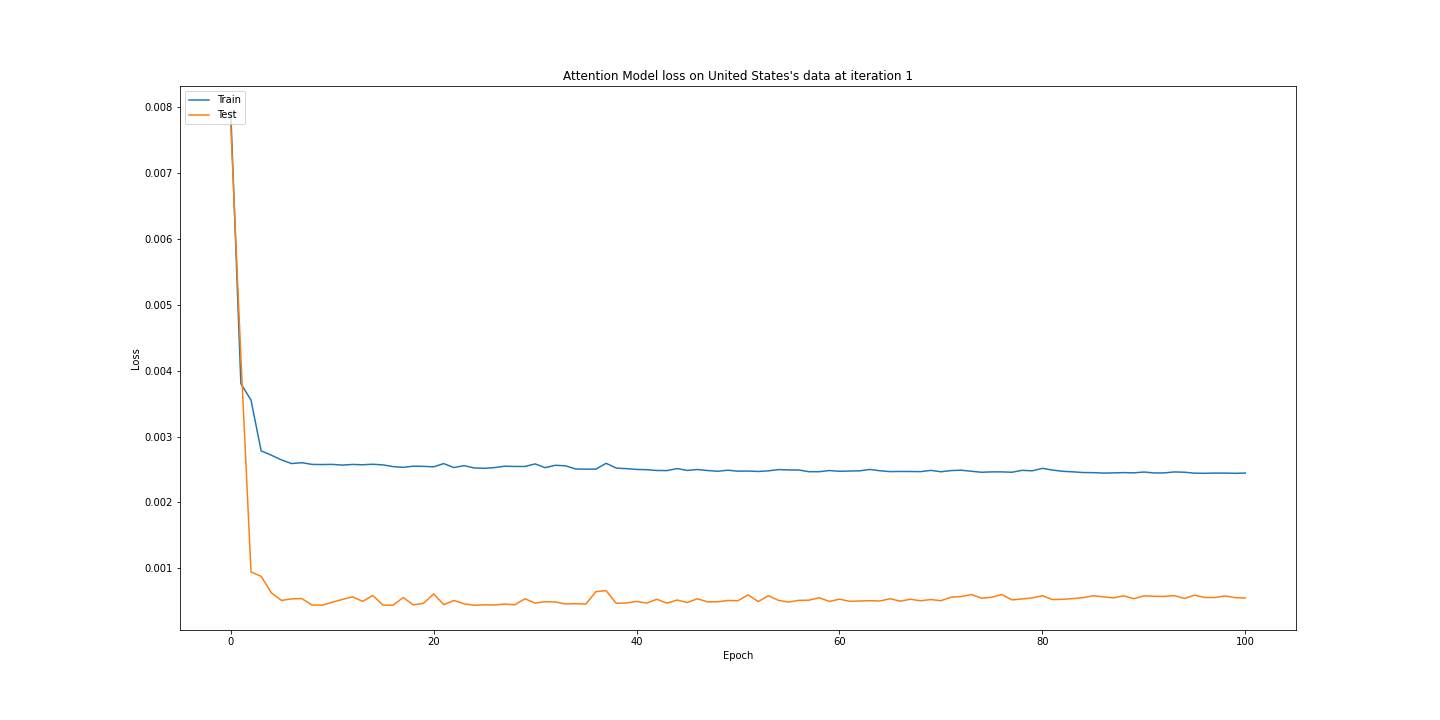 Attention Model loss on United States's data at iteration 1
Train
Test
0.008
0.007
0.006
0.005
0.004
0.003
0.002
0.001
Loss
0 20 40 60 80 100
Epoch